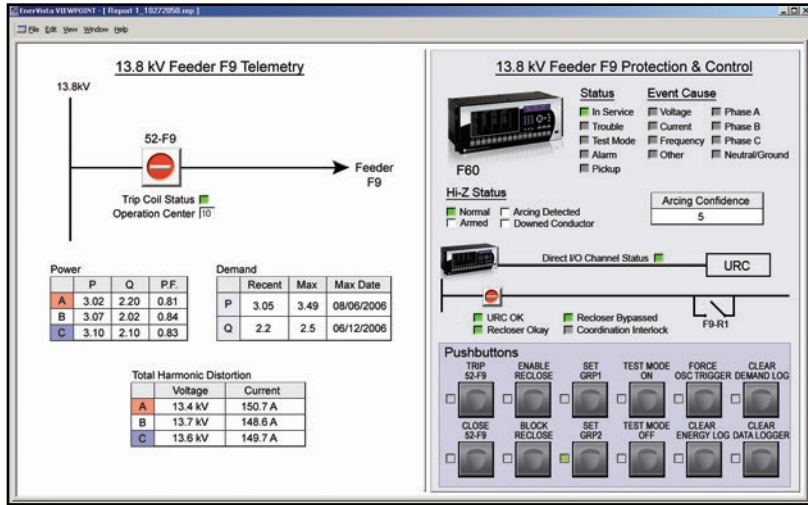 EnerVista VIEWPOINT - [ Report 1_10272050.rep ]
File Edit View Window Help
13.8 kV Feeder F9 Telemetry
13.8kV
52-F9
Feeder
F9
Trip Coil Status
Operation Center 10
Power
P Q P.F.
A 3.02 2.20 0.81
B 3.07 2.02 0.84
C 3.10 2.10 0.83
Demand
Recent Max Max Date
P 3.05 3.49 08/06/2006
Q 2.2 2.5 06/12/2006
Total Harmonic Distortion
Voltage Current
A 13.4 kV 150.7 A
B 13.7 kV 148.6 A
C 13.6 kV 149.7 A
13.8 kV Feeder F9 Protection & Control
F60
Status
In Service
Trouble
Test Mode
Alarm
Pickup
Event Cause
Voltage Phase A
Current Phase B
Frequency Phase C
Other Neutral/Ground
Hi-Z Status
Normal Arcing Detected
Armed Downed Conductor
Arcing Confidence
5
Direct I/O Channel Status
URC
URC OK Recloser Bypassed
Recloser Okay Coordination Interlock
F9-R1
Pushbuttons
TRIP ENABLE SET TEST MODE FORCE CLEAR
52-F9 RECLOSE GRP1 ON OSC TRIGGER DEMAND LOG
CLOSE BLOCK SET TEST MODE CLEAR CLEAR
52-F9 RECLOSE GRP2 OFF ENERGY LOG DATA LOGGER